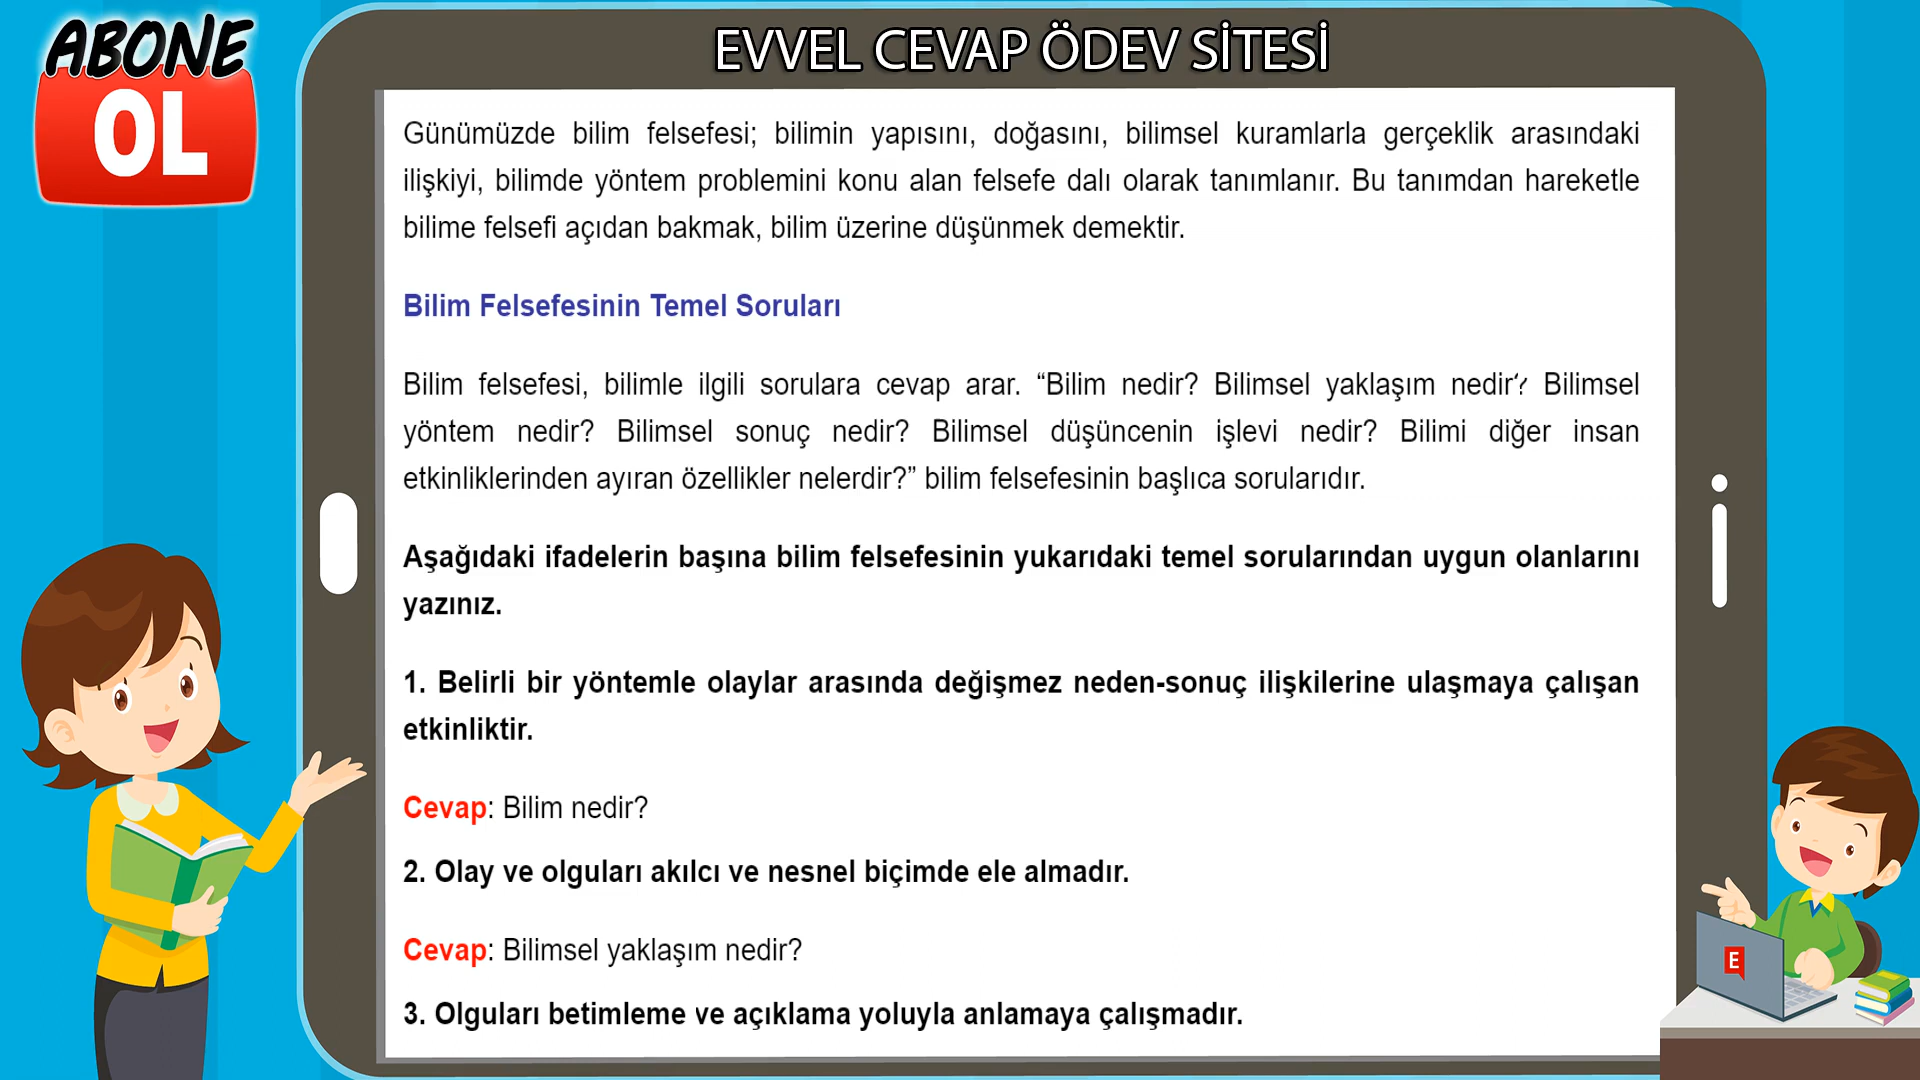 ABONE
OL
EVVEL CEVAP ÖDEV SİTESİ
Günümüzde bilim felsefesi; bilimin yapısını, doğasını, bilimsel kuramlarla gerçeklik arasındaki
ilişkiyi, bilimde yöntem problemini konu alan felsefe dalı olarak tanımlanır. Bu tanımdan hareketle
bilime felsefi açıdan bakmak, bilim üzerine düşünmek demektir.
Bilim Felsefesinin Temel Soruları
Bilim felsefesi, bilimle ilgili sorulara cevap arar. “Bilim nedir? Bilimsel yaklaşım nedir? Bilimsel
yöntem nedir? Bilimsel sonuç nedir? Bilimsel düşüncenin işlevi nedir? Bilimi diğer insan
etkinliklerinden ayıran özellikler nelerdir?” bilim felsefesinin başlıca sorularıdır.
Aşağıdaki ifadelerin başına bilim felsefesinin yukarıdaki temel sorularından uygun olanlarını
yazınız.
1. Belirli bir yöntemle olaylar arasında değişmez neden-sonuç ilişkilerine ulaşmaya çalışan
etkinliktir.
Cevap: Bilim nedir?
2. Olay ve olguları akılcı ve nesnel biçimde ele almadır.
Cevap: Bilimsel yaklaşım nedir?
3. Olguları betimleme ve açıklama yoluyla anlamaya çalışmadır.
E